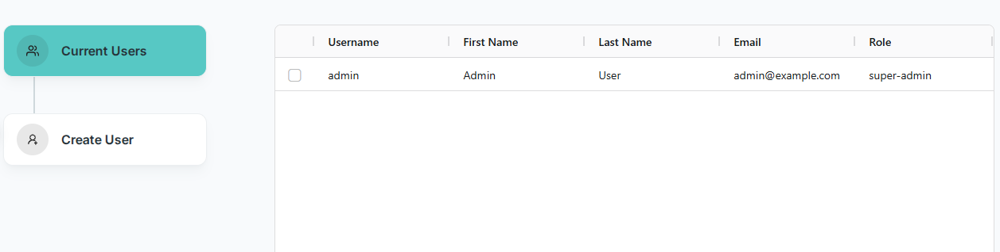 Current Users
Create User
Username First Name Last Name Email Role
admin Admin User admin@example.com super-admin